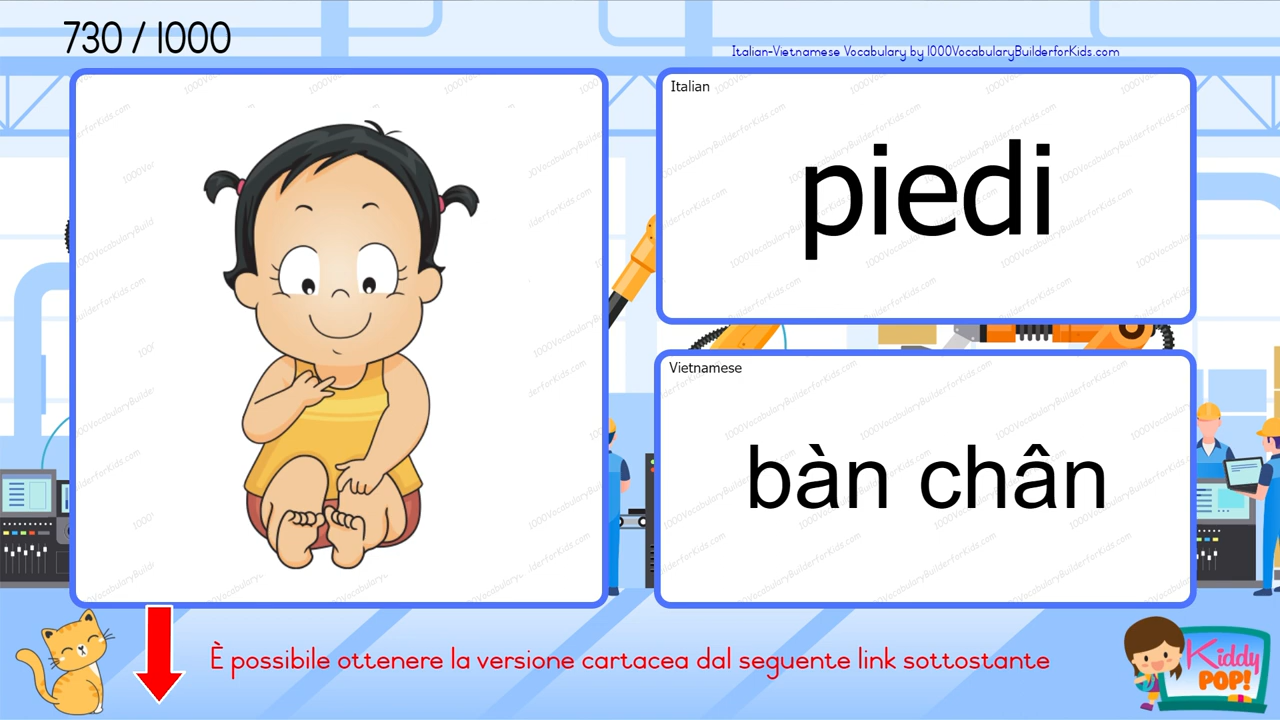 730 / 1000
Italian-Vietnamese Vocabulary by 1000VocabularyBuilderforKids.com
Italian
piedi
Vietnamese
bàn chân
È possibile ottenere la versione cartacea dal seguente link sottostante
Kiddy
POP!